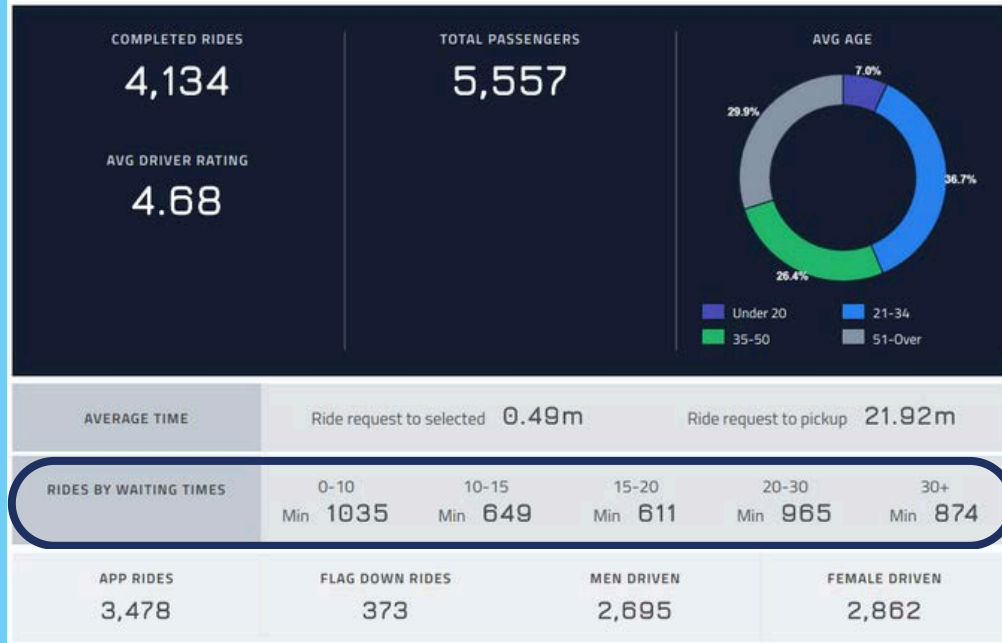 COMPLETED RIDES
4,134
AVG DRIVER RATING
4.68
TOTAL PASSENGERS
5,557
AVG AGE
7.0%
29.9%
36.7%
26.4%
Under 20
21-34
35-50
51-Over
AVERAGE TIME
Ride request to selected 0.49m
Ride request to pickup 21.92m
RIDES BY WAITING TIMES
0-10
Min 1035
10-15
Min 649
15-20
Min 611
20-30
Min 965
30+
Min 874
APP RIDES
3,478
FLAG DOWN RIDES
373
MEN DRIVEN
2,695
FEMALE DRIVEN
2,862